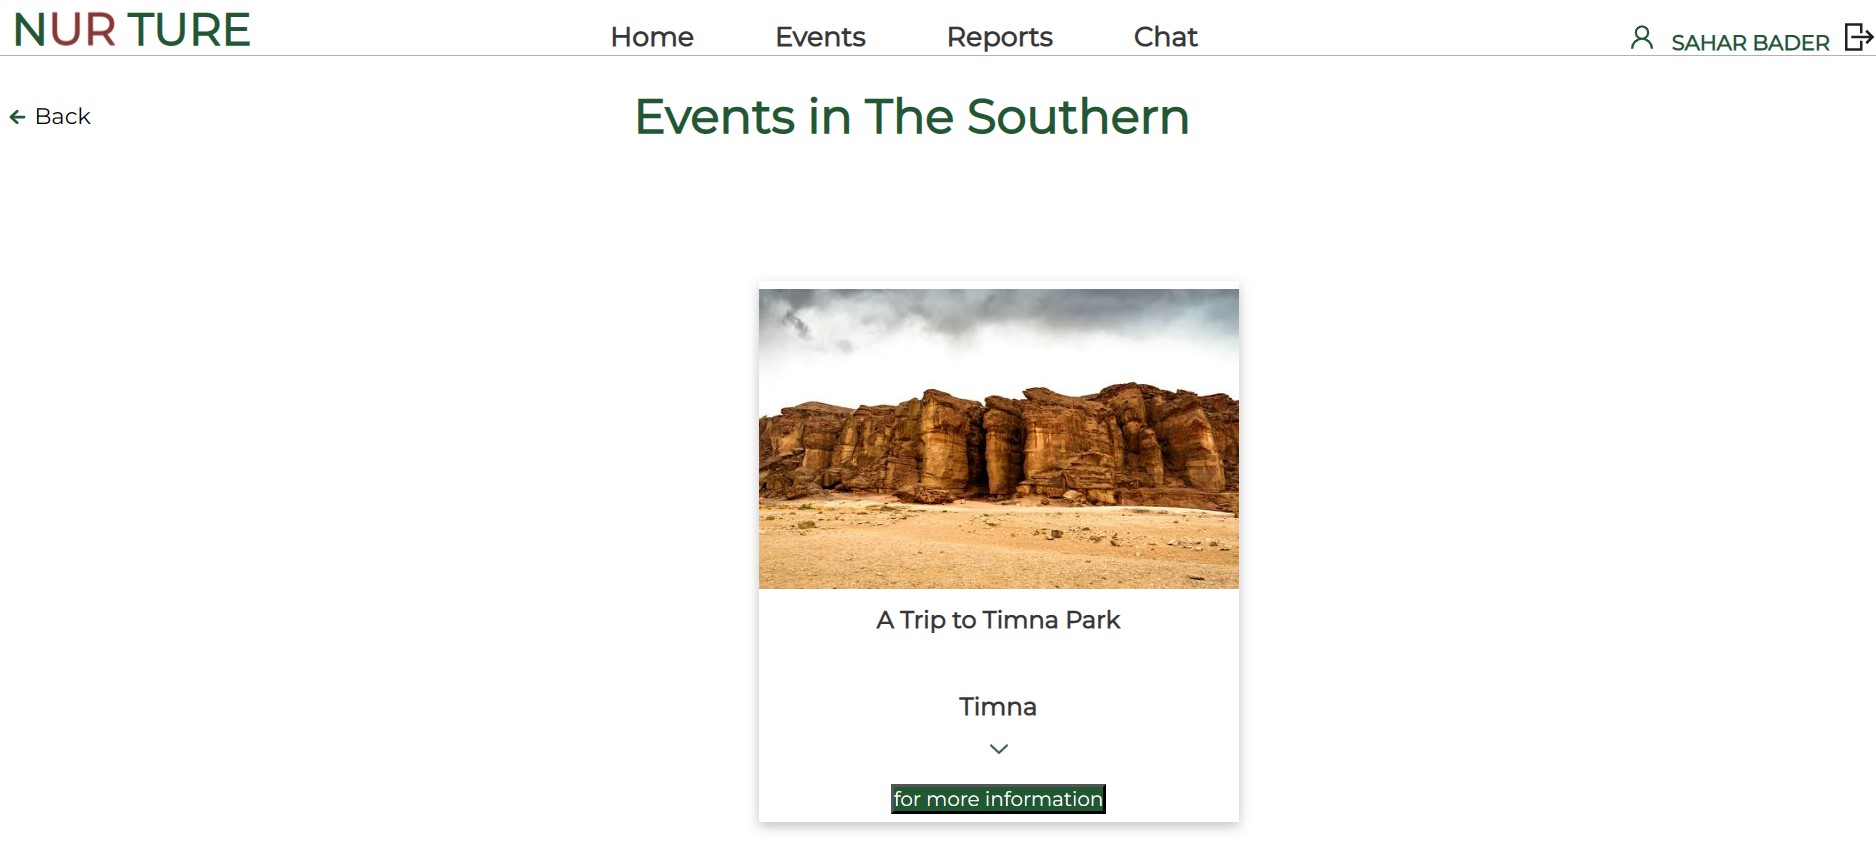 NUR TURE
Home Events Reports Chat
SAHAR BADER
Back
Events in The Southern
A Trip to Timna Park
Timna
for more information